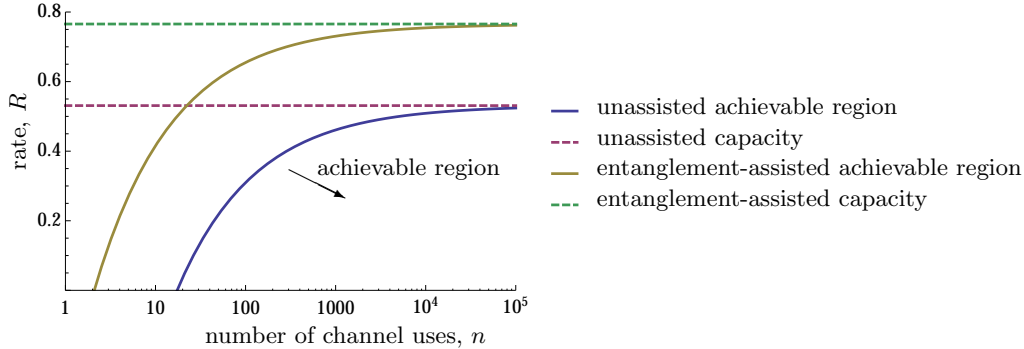 0.8
0.6
0.4
0.2
rate, R
1
10
100
1000
10^4
10^5
number of channel uses, n
achievable region
unassisted achievable region
unassisted capacity
entanglement-assisted achievable region
entanglement-assisted capacity